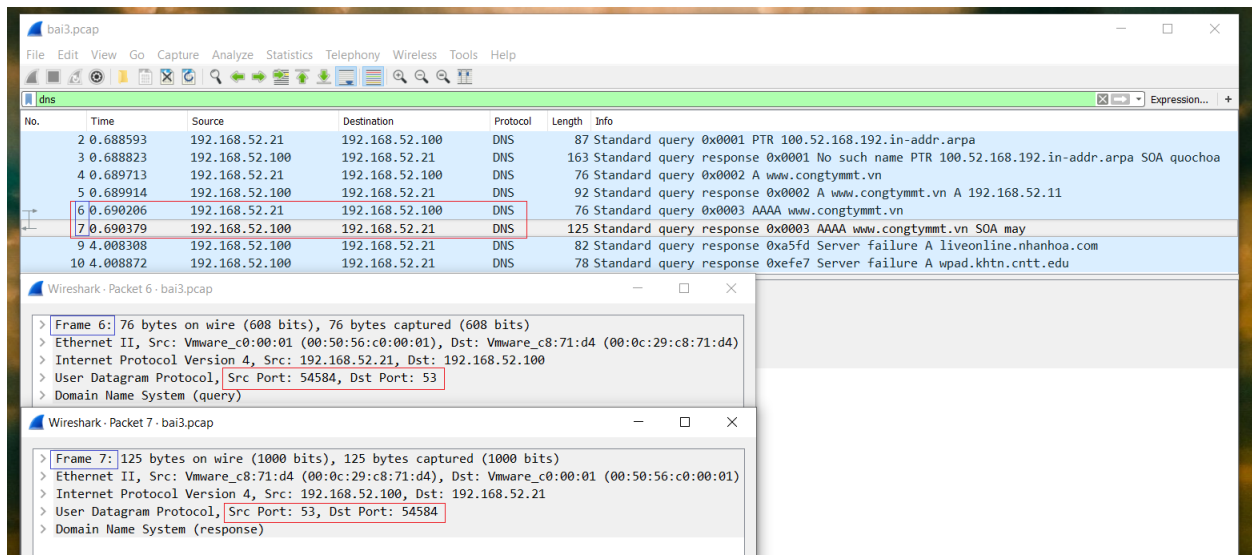 bai3.pcap
File Edit View Go Capture Analyze Statistics Telephony Wireless Tools Help
dns
Expression... +
No. Time Source Destination Protocol Length Info
2 0.688593 192.168.52.21 192.168.52.100 DNS 87 Standard query 0x0001 PTR 100.52.168.192.in-addr.arpa
3 0.688823 192.168.52.100 192.168.52.21 DNS 163 Standard query response 0x0001 No such name PTR 100.52.168.192.in-addr.arpa SOA quochoa
4 0.689713 192.168.52.21 192.168.52.100 DNS 76 Standard query 0x0002 A www.congtymmt.vn
5 0.689914 192.168.52.100 192.168.52.21 DNS 92 Standard query response 0x0002 A www.congtymmt.vn A 192.168.52.11
6 0.690206 192.168.52.21 192.168.52.100 DNS 76 Standard query 0x0003 AAAA www.congtymmt.vn
7 0.690379 192.168.52.100 192.168.52.21 DNS 125 Standard query response 0x0003 AAAA www.congtymmt.vn SOA may
9 4.008308 192.168.52.100 192.168.52.21 DNS 82 Standard query response 0xa5fd Server failure A liveonline.nhanhoa.com
10 4.008872 192.168.52.100 192.168.52.21 DNS 78 Standard query response 0xefe7 Server failure A wpad.khtn.cntt.edu
Wireshark · Packet 6 · bai3.pcap
> Frame 6: 76 bytes on wire (608 bits), 76 bytes captured (608 bits)
> Ethernet II, Src: Vmware_c0:00:01 (00:50:56:c0:00:01), Dst: Vmware_c8:71:d4 (00:0c:29:c8:71:d4)
> Internet Protocol Version 4, Src: 192.168.52.21, Dst: 192.168.52.100
> User Datagram Protocol, Src Port: 54584, Dst Port: 53
> Domain Name System (query)
Wireshark · Packet 7 · bai3.pcap
> Frame 7: 125 bytes on wire (1000 bits), 125 bytes captured (1000 bits)
> Ethernet II, Src: Vmware_c8:71:d4 (00:0c:29:c8:71:d4), Dst: Vmware_c0:00:01 (00:50:56:c0:00:01)
> Internet Protocol Version 4, Src: 192.168.52.100, Dst: 192.168.52.21
> User Datagram Protocol, Src Port: 53, Dst Port: 54584
> Domain Name System (response)